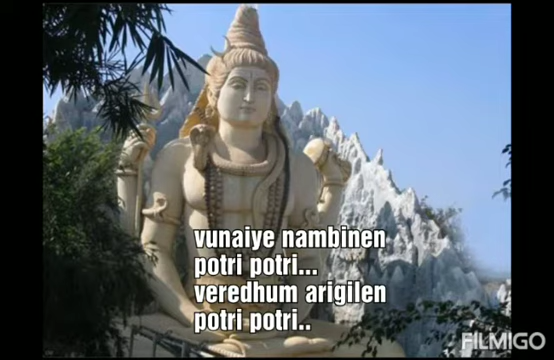 vunaiye nambinen
potri potri...
veredhum arigilen
potri potri..
FILMIGO